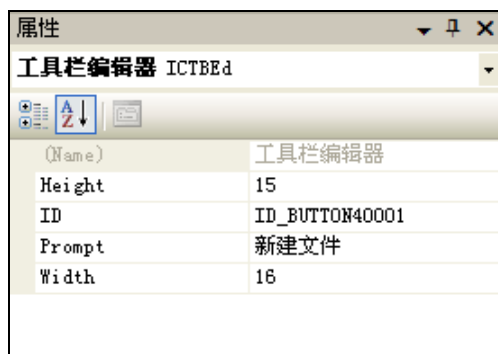 属性
工具栏编辑器 ICTBEd
(Name) 工具栏编辑器
Height 15
ID ID_BUTTON40001
Prompt 新建文件
Width 16